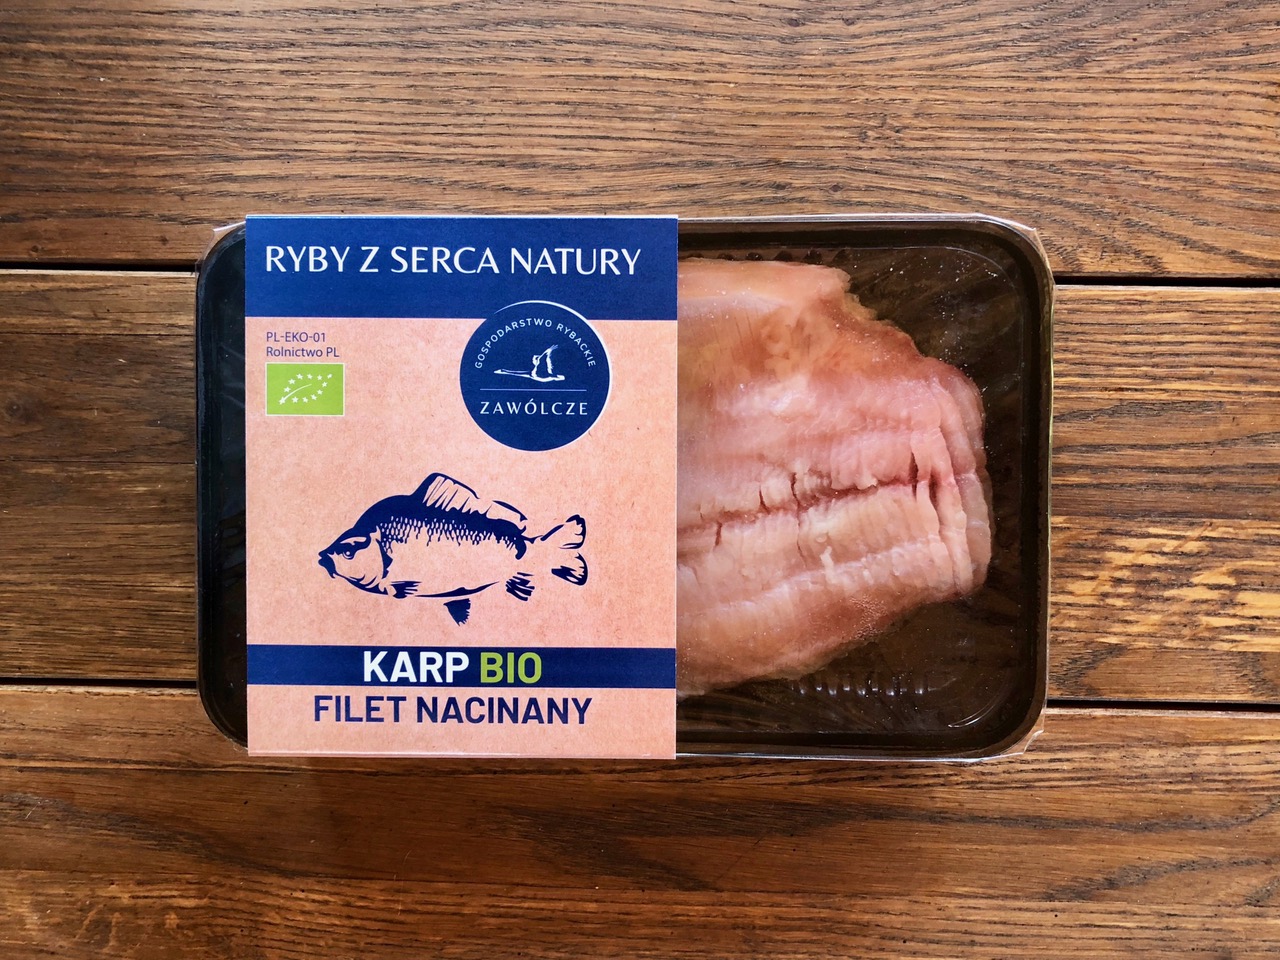 RYBY Z SERCA NATURY
PL-EKO-01
Rolnictwo PL
GOSPODARSTWO RYBACKIE
ZAWÓLCZE
KARP BIO
FILET NACINANY